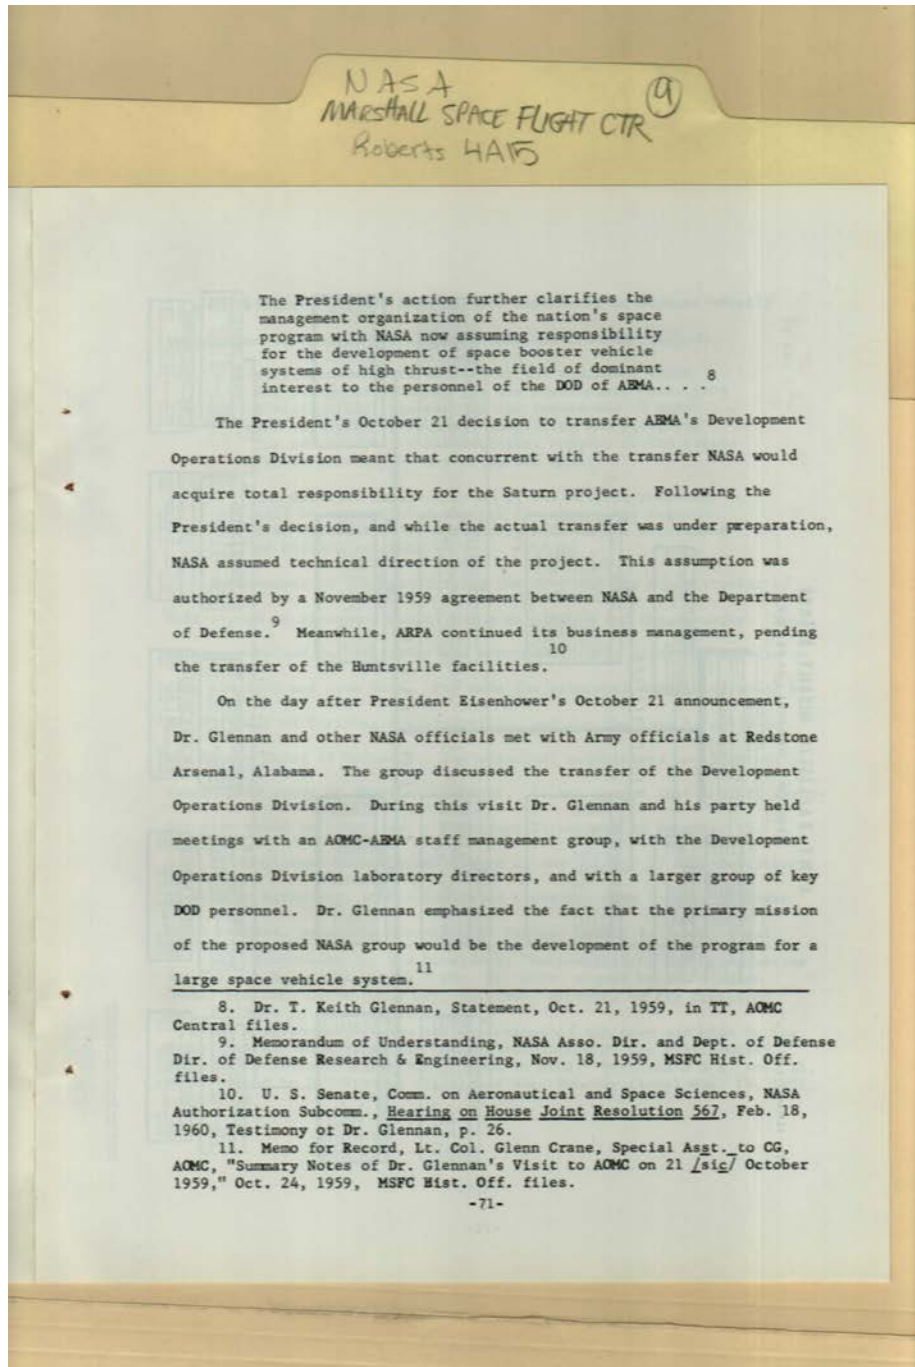 NASA
MARSHALL SPACE FLIGHT CTR
9
Roberts 4A15
The President's action further clarifies the
management organization of the nation's space
program with NASA now assuming responsibility
for the development of space booster vehicle
systems of high thrust--the field of dominant
interest to the personnel of the DOD of ABMA.. . .8
The President's October 21 decision to transfer ABMA's Development
Operations Division meant that concurrent with the transfer NASA would
acquire total responsibility for the Saturn project. Following the
President's decision, and while the actual transfer was under preparation,
NASA assumed technical direction of the project. This assumption was
authorized by a November 1959 agreement between NASA and the Department
of Defense.9 Meanwhile, ARPA continued its business management, pending
the transfer of the Huntsville facilities.10
On the day after President Eisenhower's October 21 announcement,
Dr. Glennan and other NASA officials met with Army officials at Redstone
Arsenal, Alabama. The group discussed the transfer of the Development
Operations Division. During this visit Dr. Glennan and his party held
meetings with an AOMC-ABMA staff management group, with the Development
Operations Division laboratory directors, and with a larger group of key
DOD personnel. Dr. Glennan emphasized the fact that the primary mission
of the proposed NASA group would be the development of the program for a
large space vehicle system.11
8. Dr. T. Keith Glennan, Statement, Oct. 21, 1959, in TT, AOMC
Central files.
9. Memorandum of Understanding, NASA Asso. Dir. and Dept. of Defense
Dir. of Defense Research & Engineering, Nov. 18, 1959, MSFC Hist. Off.
files.
10. U. S. Senate, Comm. on Aeronautical and Space Sciences, NASA
Authorization Subcomm., Hearing on House Joint Resolution 567, Feb. 18,
1960, Testimony of Dr. Glennan, p. 26.
11. Memo for Record, Lt. Col. Glenn Crane, Special Asst. to CG,
AOMC, "Summary Notes of Dr. Glennan's Visit to AOMC on 21 /sic/ October
1959," Oct. 24, 1959, MSFC Hist. Off. files.
-71-